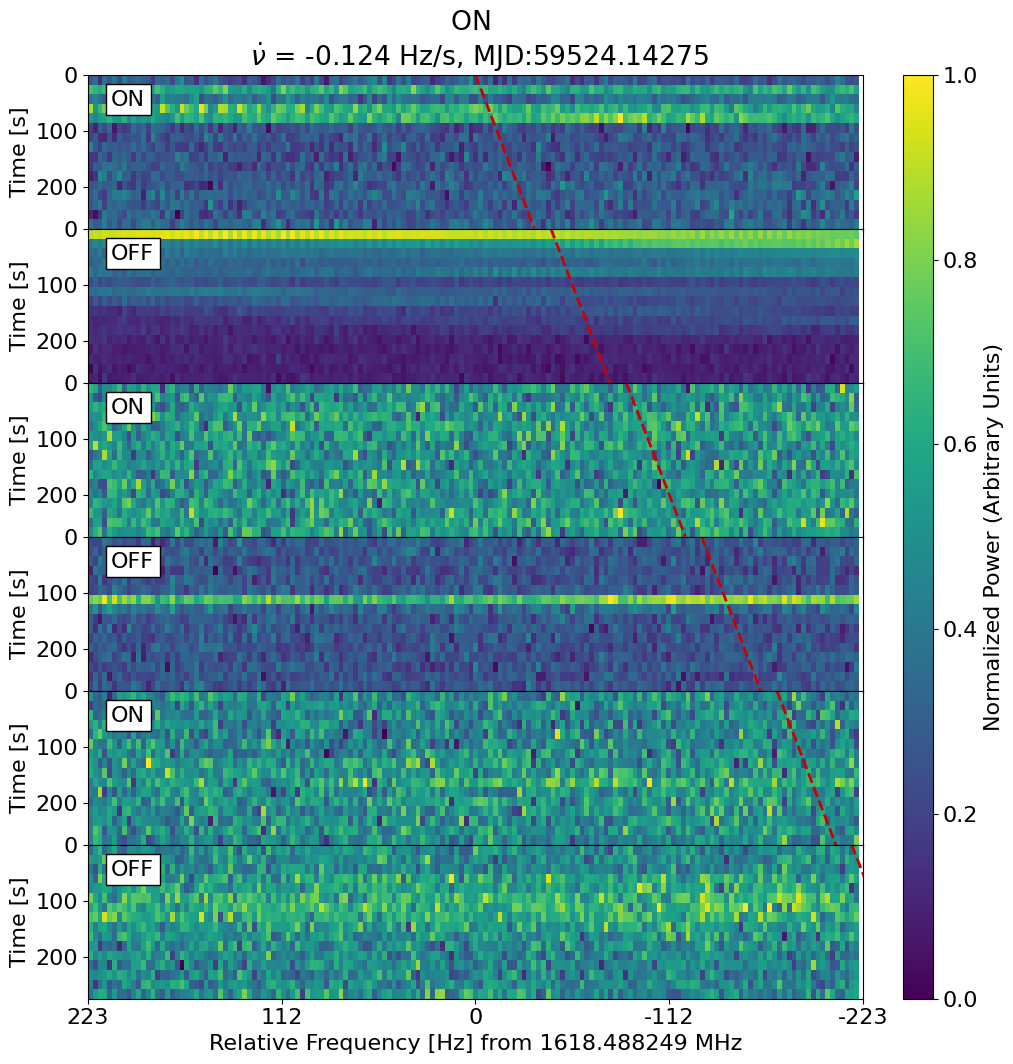 ON
ν̇ = -0.124 Hz/s, MJD:59524.14275
0
ON
100
200
Time [s]
0
OFF
100
200
Time [s]
0
ON
100
200
Time [s]
0
OFF
100
200
Time [s]
0
ON
100
200
Time [s]
0
OFF
100
200
Time [s]
223
112
0
-112
-223
Relative Frequency [Hz] from 1618.488249 MHz
1.0
0.8
0.6
0.4
0.2
0.0
Normalized Power (Arbitrary Units)